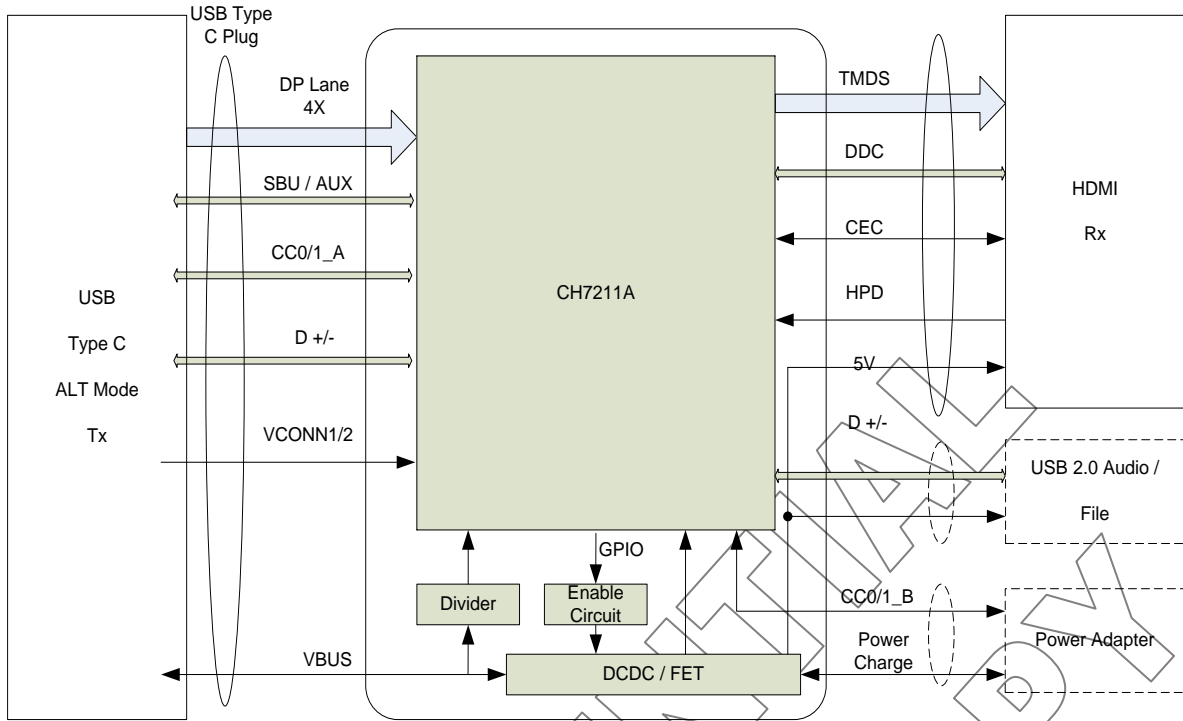 USB Type
C Plug
DP Lane
4X
SBU / AUX
CC0/1_A
D +/-
VCONN1/2
VBUS
USB
Type C
ALT Mode
Tx
CH7211A
GPIO
Divider
Enable
Circuit
DCDC / FET
TMDS
DDC
CEC
HPD
5V
D +/-
CC0/1_B
Power
Charge
HDMI
Rx
USB 2.0 Audio /
File
Power Adapter